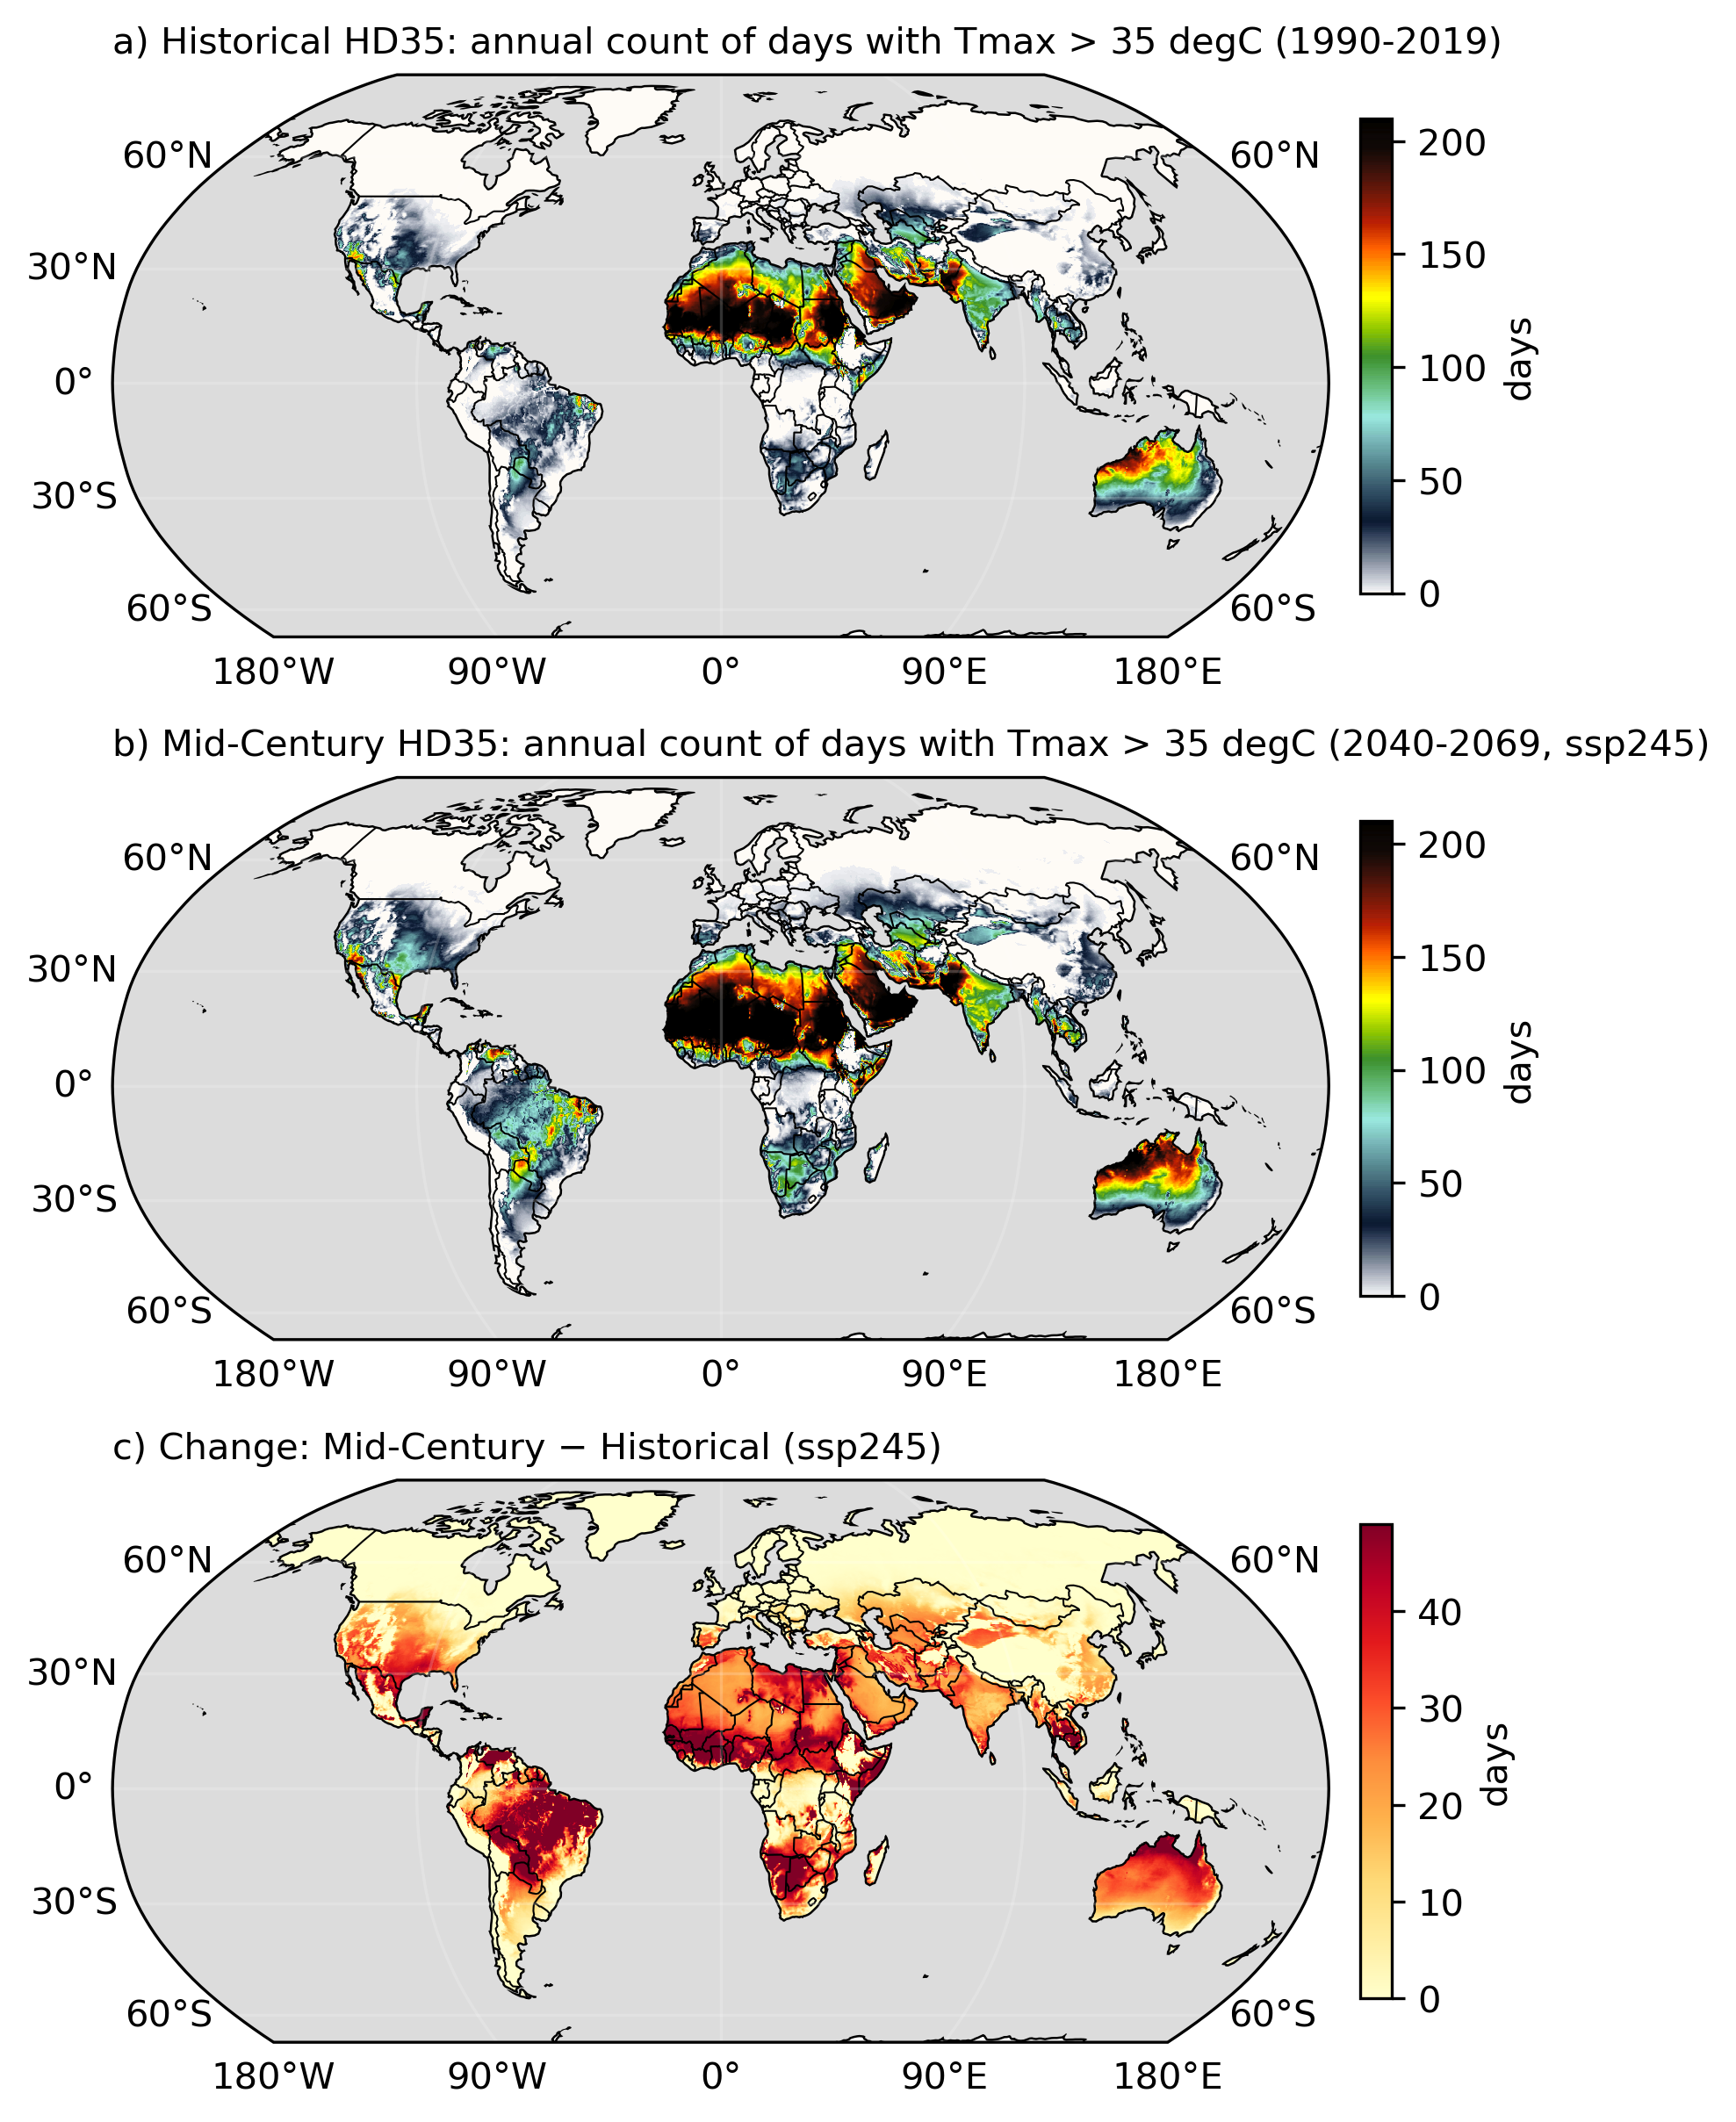 a) Historical HD35: annual count of days with Tmax > 35 degC (1990-2019)
60°N
60°N
30°N
0°
30°S
60°S
60°S
180°W
90°W
0°
90°E
180°E
200
150
100
50
0
days
b) Mid-Century HD35: annual count of days with Tmax > 35 degC (2040-2069, ssp245)
60°N
60°N
30°N
0°
30°S
60°S
60°S
180°W
90°W
0°
90°E
180°E
200
150
100
50
0
days
c) Change: Mid-Century − Historical (ssp245)
60°N
60°N
30°N
0°
30°S
60°S
60°S
180°W
90°W
0°
90°E
180°E
40
30
20
10
0
days